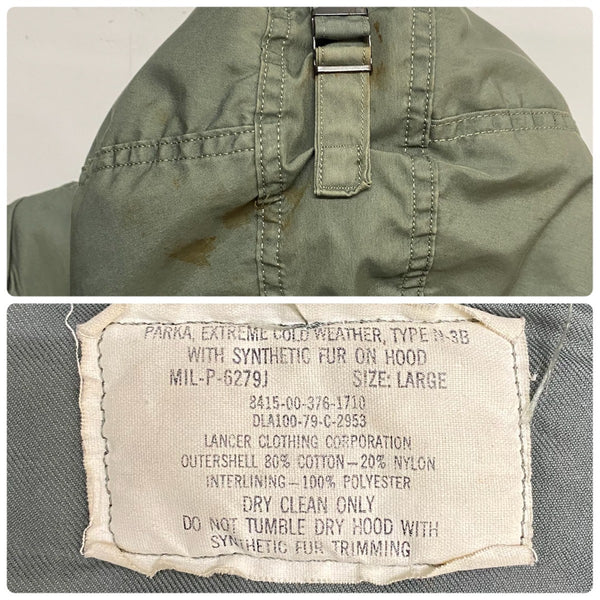 PARKA, EXTREME COLD WEATHER, TYPE N-3B
WITH SYNTHETIC FUR ON HOOD
MIL-P-6279J SIZE: LARGE
8415-00-376-1710
DLA100-79-C-2953
LANCER CLOTHING CORPORATION
OUTERSHELL 80% COTTON—20% NYLON
INTERLINING—100% POLYESTER
DRY CLEAN ONLY
DO NOT TUMBLE DRY HOOD WITH
SYNTHETIC FUR TRIMMING